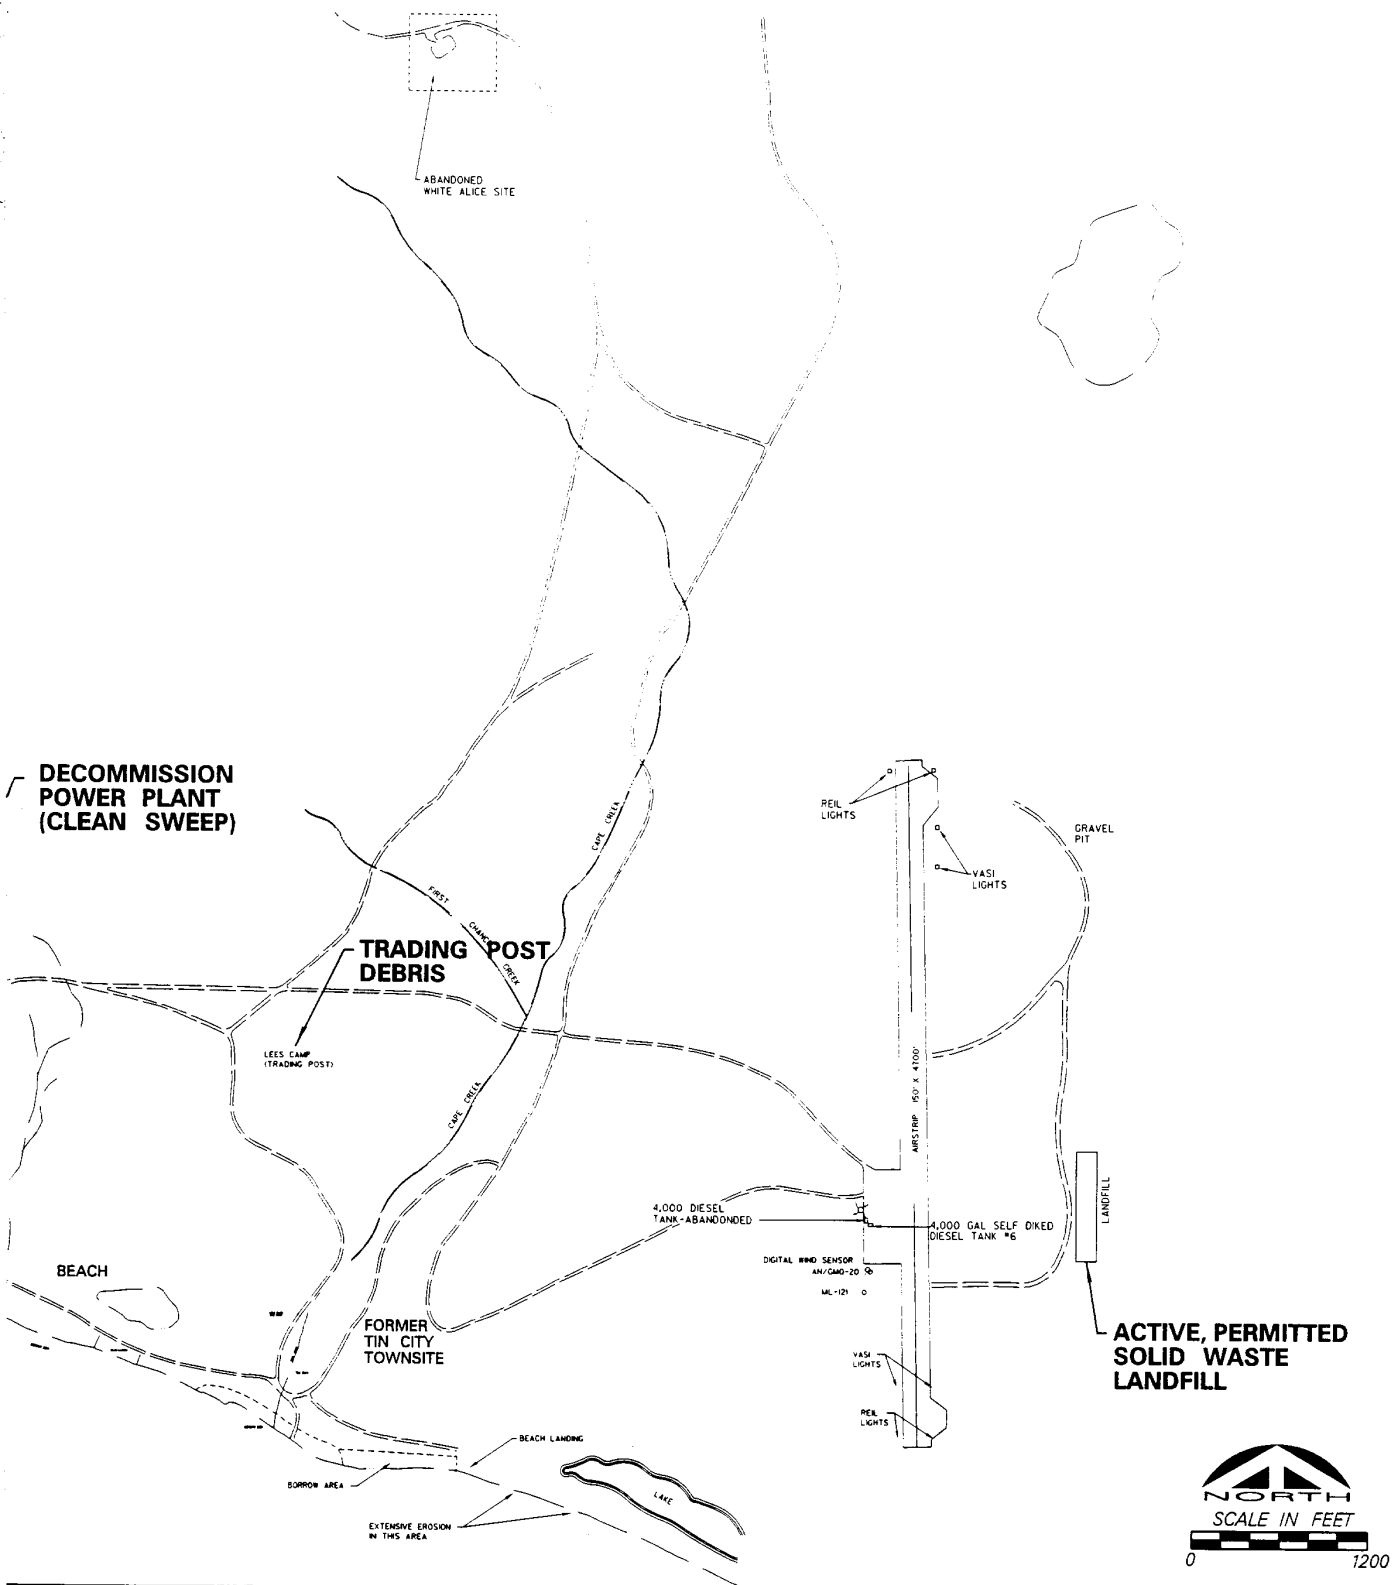 ABANDONED
WHITE ALICE SITE
DECOMMISSION
POWER PLANT
(CLEAN SWEEP)
REIL
LIGHTS
CAPE CREEK
GRAVEL
PIT
VASI
LIGHTS
FIRST CHANCE CREEK
TRADING POST
DEBRIS
LEES CAMP
(TRADING POST)
CAPE CREEK
AIRSTRIP 150' X 4700'
4,000 DIESEL
TANK-ABANDONDED
4,000 GAL SELF DIKED
DIESEL TANK #6
LANDFILL
DIGITAL WIND SENSOR
AN/GMQ-20
ML-121
BEACH
FORMER
TIN CITY
TOWNSITE
ACTIVE, PERMITTED
SOLID WASTE
LANDFILL
VASI
LIGHTS
REIL
LIGHTS
BEACH LANDING
BORROW AREA
LAKE
EXTENSIVE EROSION
IN THIS AREA
NORTH
SCALE IN FEET
0 1200